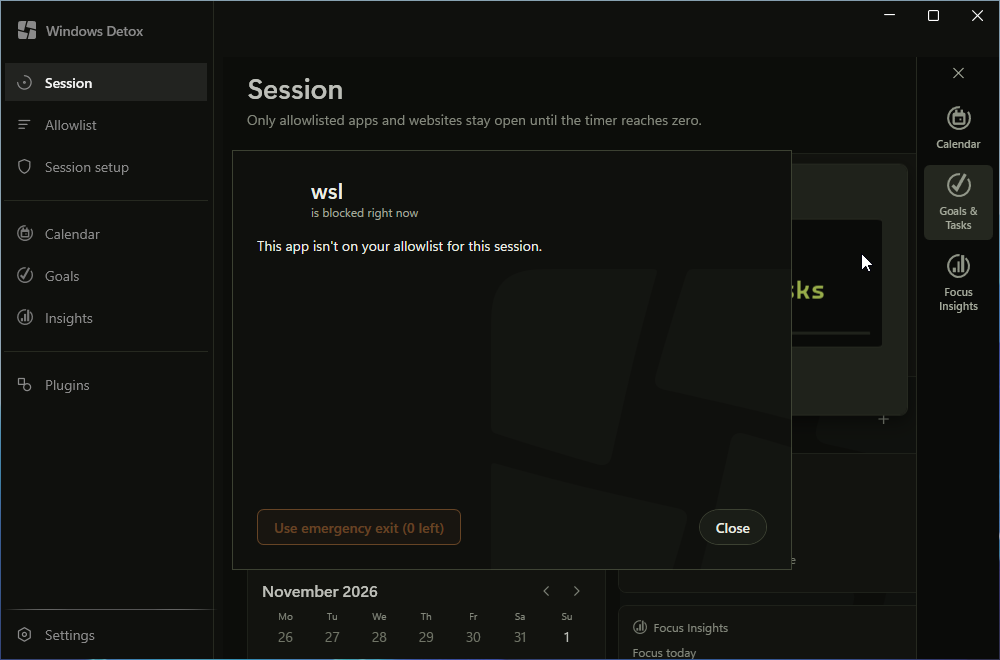 Windows Detox
Session
Allowlist
Session setup
Calendar
Goals
Insights
Plugins
Settings
Session
Only allowlisted apps and websites stay open until the timer reaches zero.
wsl
is blocked right now
This app isn't on your allowlist for this session.
Use emergency exit (0 left)
Close
sks
November 2026
Mo Tu We Th Fr Sa Su
26 27 28 29 30 31 1
Focus Insights
Focus today
Calendar
Goals &
Tasks
Focus
Insights